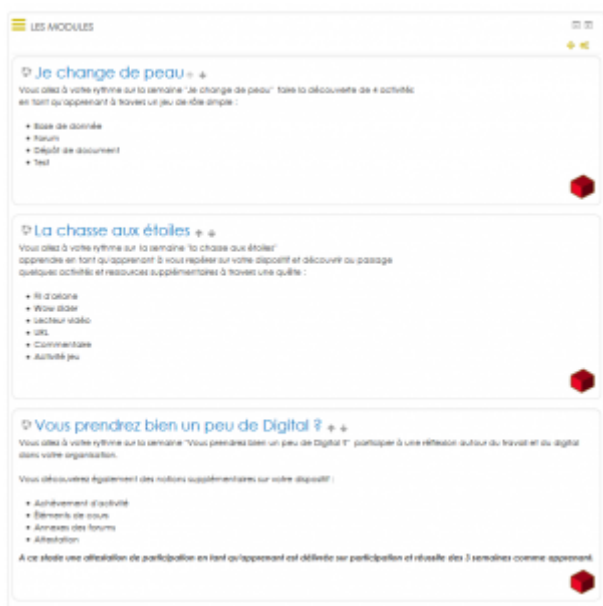 LES MODULES
Je change de peau
Vous allez à votre rythme sur la semaine "Je change de peau" faire la découverte de 4 activités
en tant qu'apprenant à travers un jeu de rôle simple :
Base de donnée
Forum
Dépôt de document
Test
La chasse aux étoiles
Vous allez à votre rythme sur la semaine "la chasse aux étoiles"
apprendre en tant qu'apprenant à vous repérer sur votre dispositif et découvrir au passage
quelques activités et ressources supplémentaires à travers une quête :
Fil d'ariane
Wow slider
Lecteur vidéo
URL
Commentaire
Activité jeu
Vous prendrez bien un peu de Digital ?
Vous allez à votre rythme sur la semaine "Vous prendrez bien un peu de Digital ?" participer à une réflexion autour du travail et du digital
dans votre organisation.
Vous découvrirez également des notions supplémentaires sur votre dispositif :
Achèvement d'activité
Éléments de cours
Annexes des forums
Attestation
A ce stade une attestation de participation en tant qu'apprenant est délivrée sur participation et réussite des 3 semaines comme apprenant.